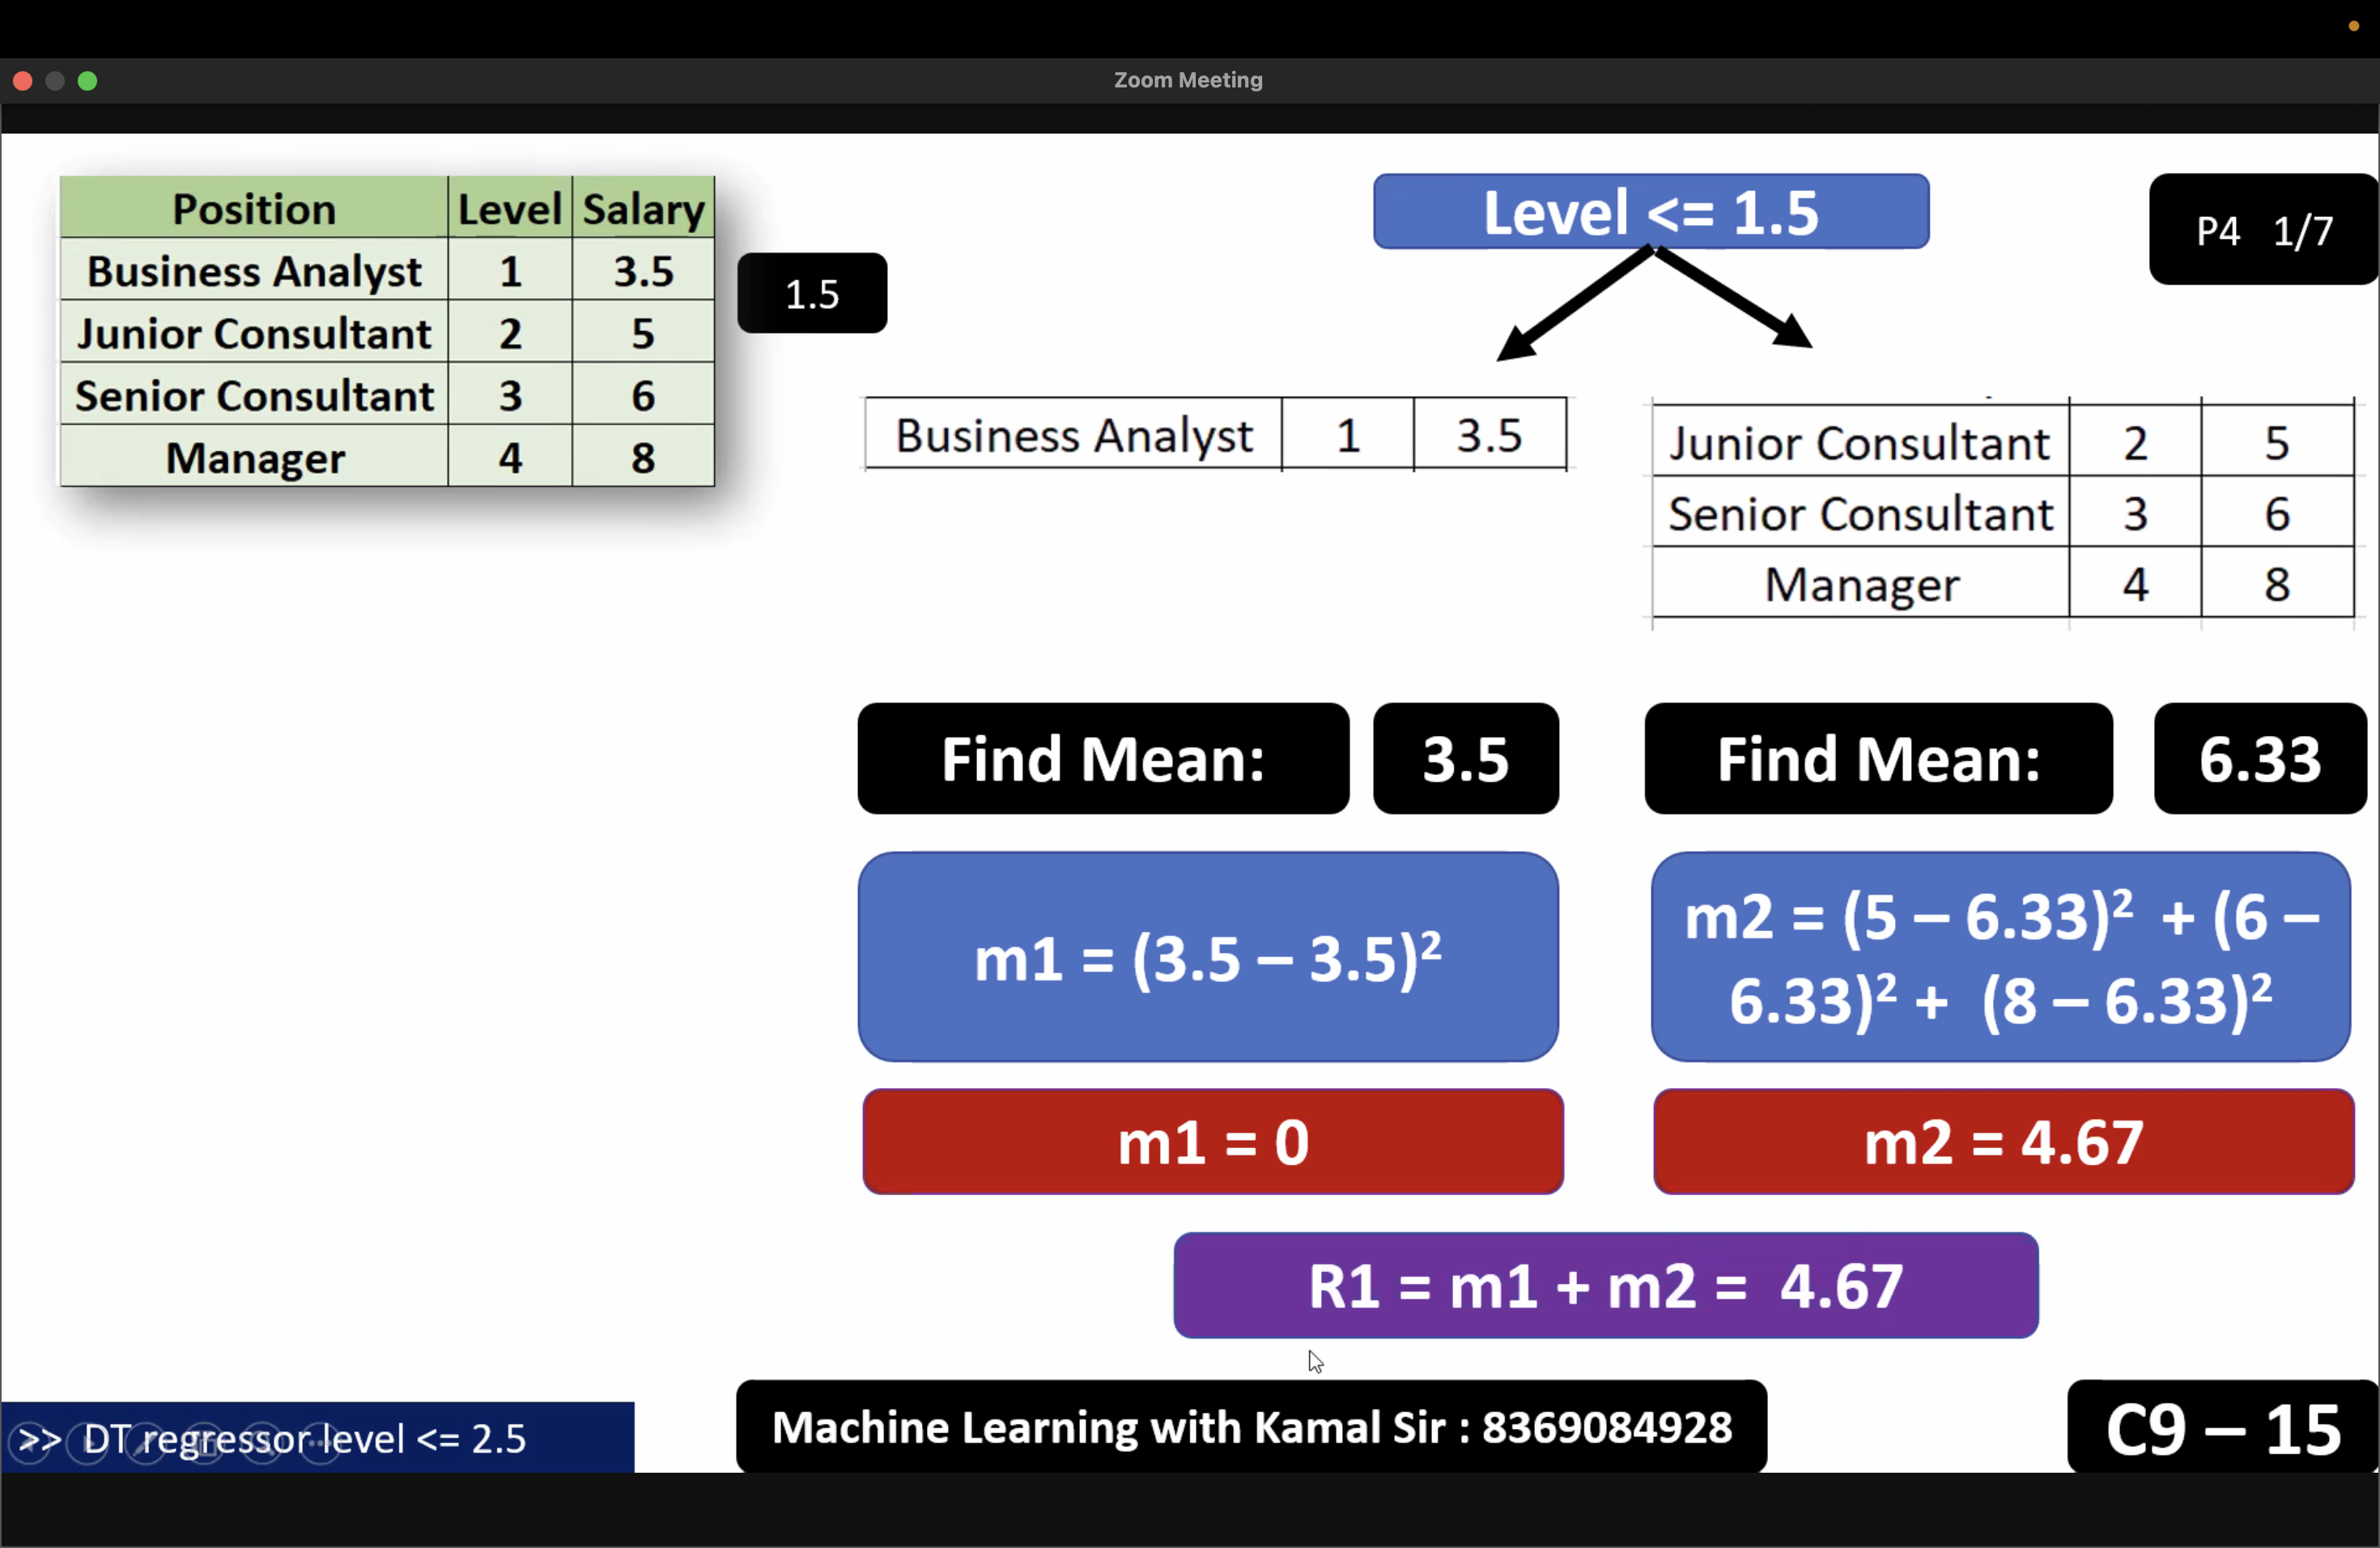 Zoom Meeting
Position Level Salary
Business Analyst 1 3.5
Junior Consultant 2 5
Senior Consultant 3 6
Manager 4 8
1.5
Level <= 1.5
P4 1/7
Business Analyst 1 3.5
Junior Consultant 2 5
Senior Consultant 3 6
Manager 4 8
Find Mean: 3.5
Find Mean: 6.33
m1 = (3.5 – 3.5)²
m2 = (5 – 6.33)² + (6 –
6.33)² + (8 – 6.33)²
m1 = 0
m2 = 4.67
R1 = m1 + m2 = 4.67
>> DT regressor level <= 2.5
Machine Learning with Kamal Sir : 8369084928
C9 – 15